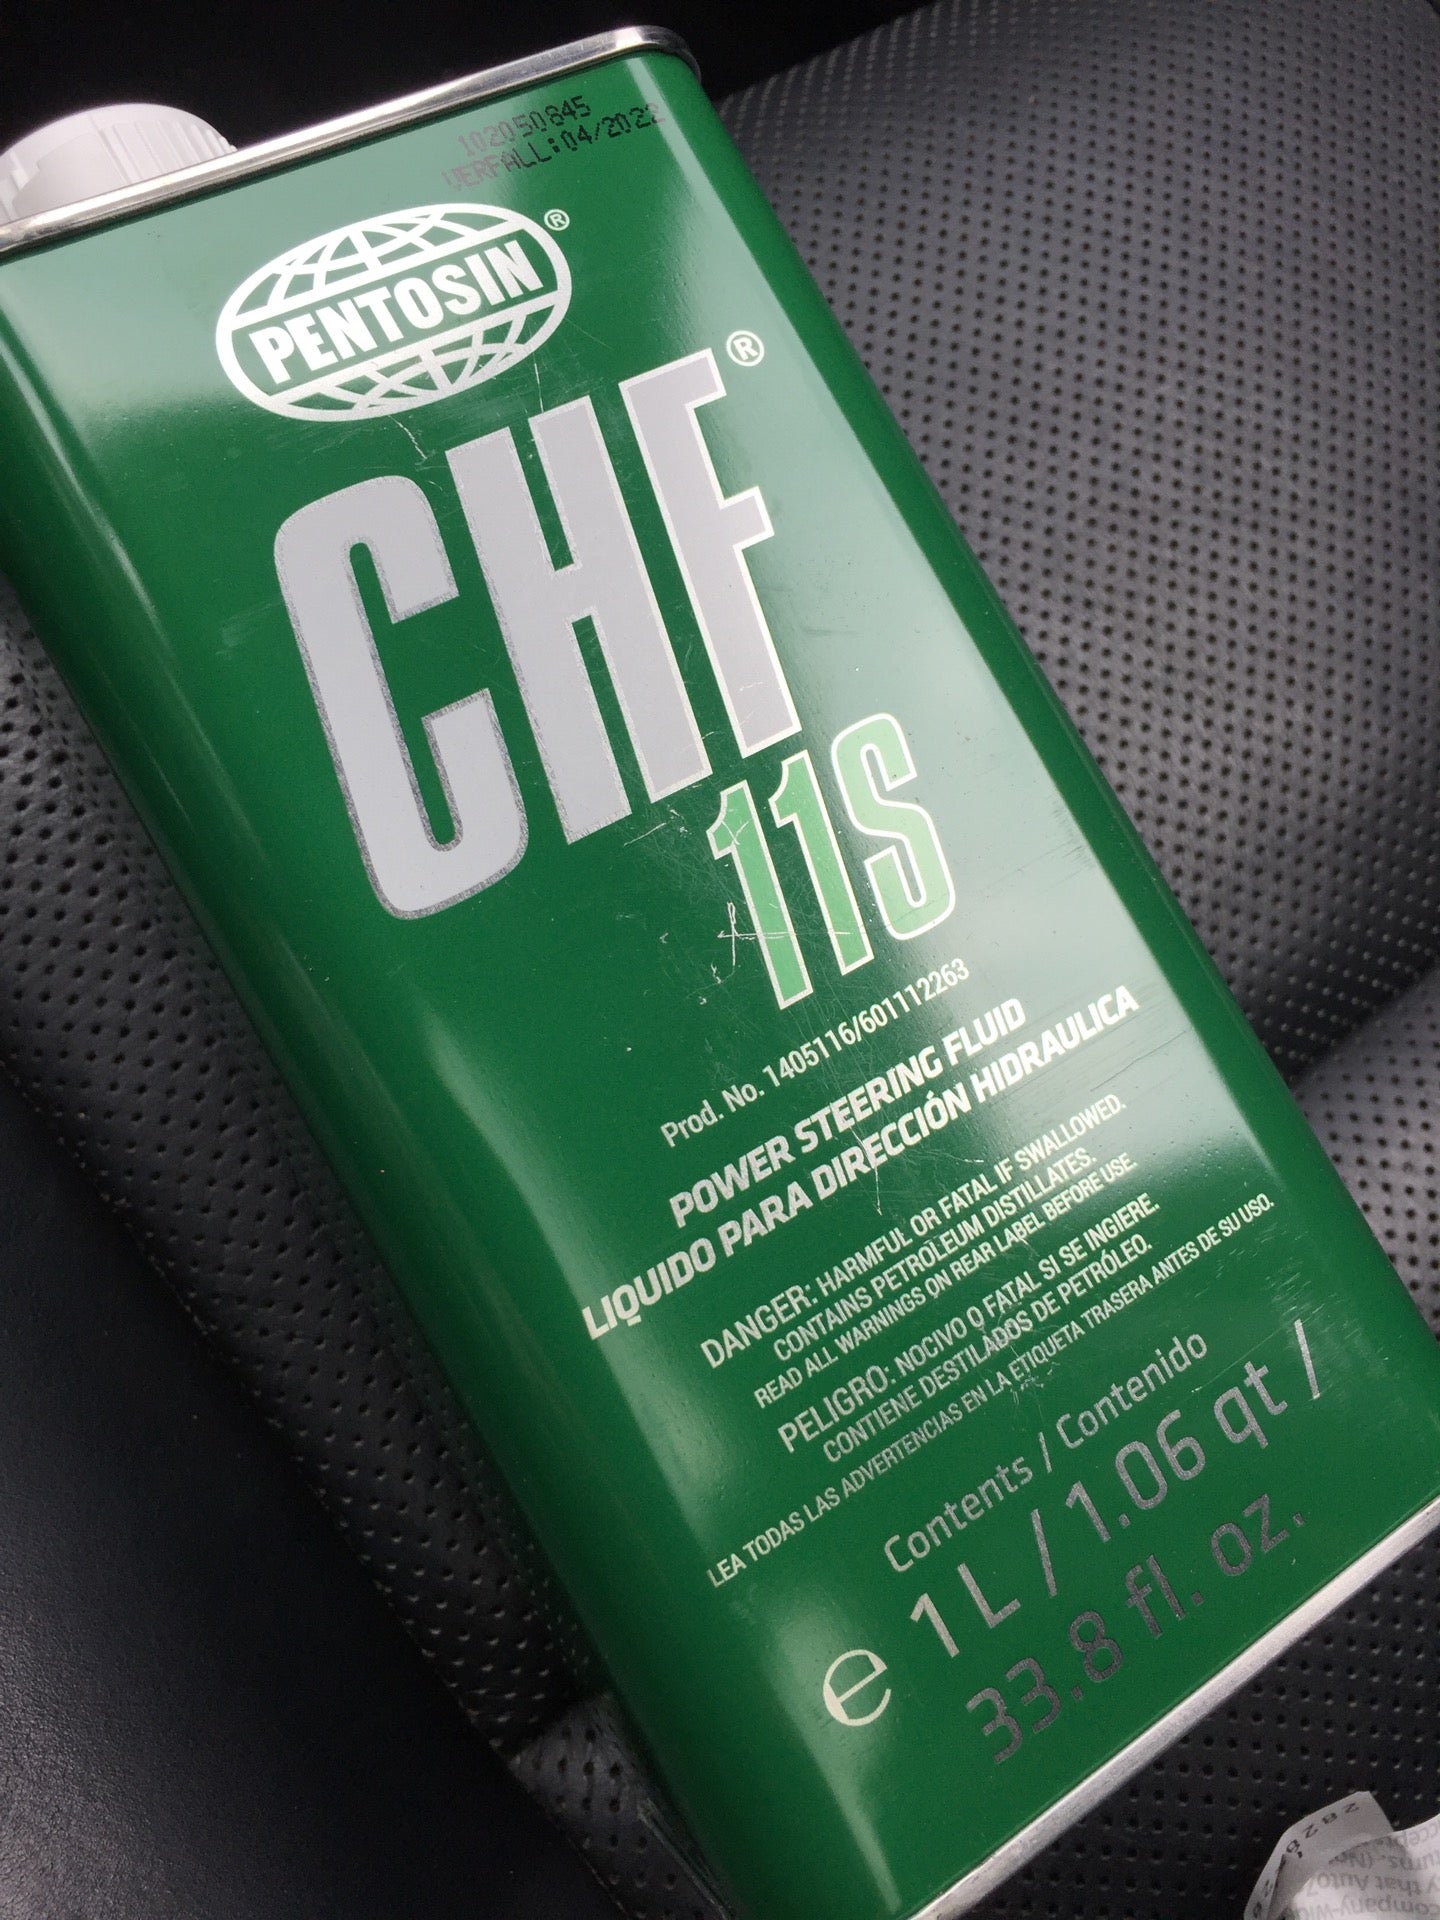 102050845
VERFALL:04/2022
PENTOSIN®
CHF®
11S
Prod. No. 1405116/601112263
POWER STEERING FLUID
LIQUIDO PARA DIRECCIÓN HIDRAULICA
DANGER: HARMFUL OR FATAL IF SWALLOWED.
CONTAINS PETROLEUM DISTILLATES.
READ ALL WARNINGS ON REAR LABEL BEFORE USE.
PELIGRO: NOCIVO O FATAL SI SE INGIERE.
CONTIENE DESTILADOS DE PETRÓLEO.
LEA TODAS LAS ADVERTENCIAS EN LA ETIQUETA TRASERA ANTES DE SU USO.
Contents / Contenido
e 1 L / 1.06 qt /
33.8 fl. oz.